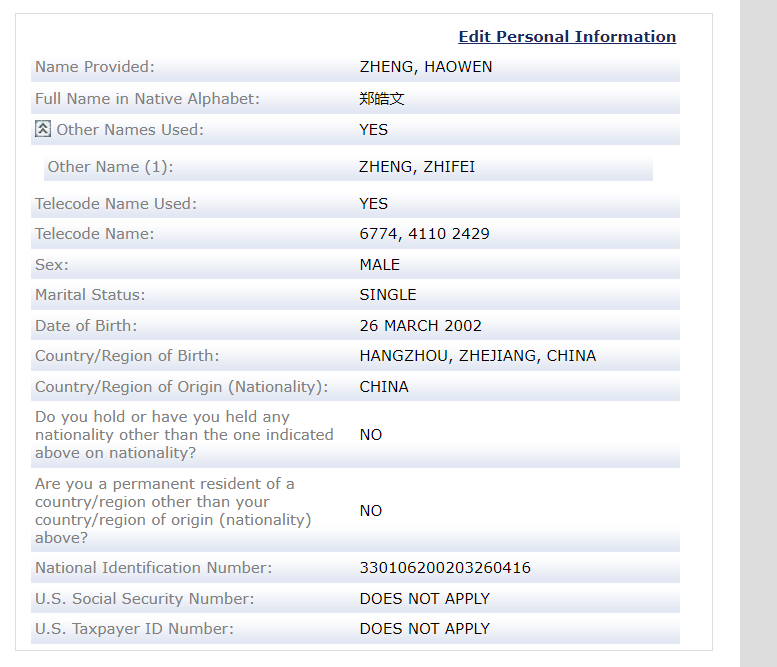 Edit Personal Information
Name Provided: ZHENG, HAOWEN
Full Name in Native Alphabet: 郑皓文
Other Names Used: YES
Other Name (1): ZHENG, ZHIFEI
Telecode Name Used: YES
Telecode Name: 6774, 4110 2429
Sex: MALE
Marital Status: SINGLE
Date of Birth: 26 MARCH 2002
Country/Region of Birth: HANGZHOU, ZHEJIANG, CHINA
Country/Region of Origin (Nationality): CHINA
Do you hold or have you held any
nationality other than the one indicated NO
above on nationality?
Are you a permanent resident of a
country/region other than your
country/region of origin (nationality) NO
above?
National Identification Number: 330106200203260416
U.S. Social Security Number: DOES NOT APPLY
U.S. Taxpayer ID Number: DOES NOT APPLY